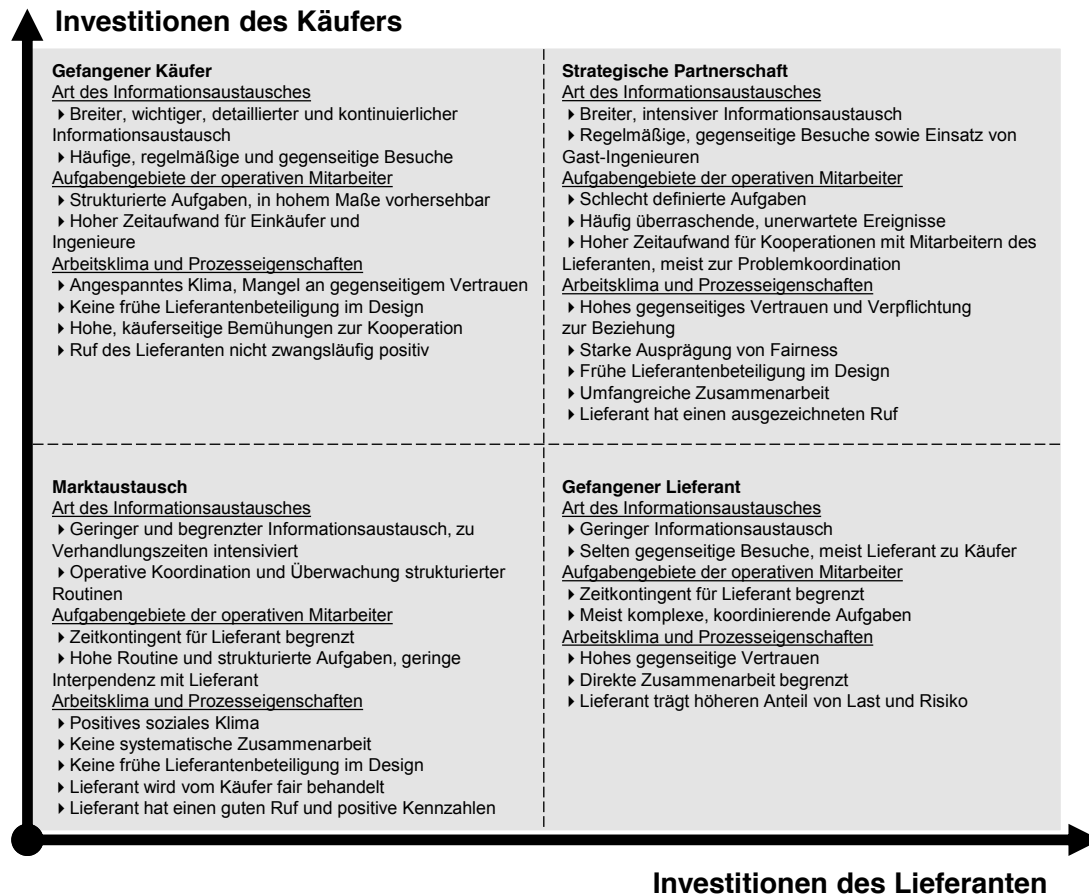 Investitionen des Käufers
Gefangener Käufer
Art des Informationsaustausches
Breiter, wichtiger, detaillierter und kontinuierlicher
Informationsaustausch
Häufige, regelmäßige und gegenseitige Besuche
Aufgabengebiete der operativen Mitarbeiter
Strukturierte Aufgaben, in hohem Maße vorhersehbar
Hoher Zeitaufwand für Einkäufer und
Ingenieure
Arbeitsklima und Prozesseigenschaften
Angespanntes Klima, Mangel an gegenseitigem Vertrauen
Keine frühe Lieferantenbeteiligung im Design
Hohe, käuferseitige Bemühungen zur Kooperation
Ruf des Lieferanten nicht zwangsläufig positiv
Strategische Partnerschaft
Art des Informationsaustausches
Breiter, intensiver Informationsaustausch
Regelmäßige, gegenseitige Besuche sowie Einsatz von
Gast-Ingenieuren
Aufgabengebiete der operativen Mitarbeiter
Schlecht definierte Aufgaben
Häufig überraschende, unerwartete Ereignisse
Hoher Zeitaufwand für Kooperationen mit Mitarbeitern des
Lieferanten, meist zur Problemkoordination
Arbeitsklima und Prozesseigenschaften
Hohes gegenseitiges Vertrauen und Verpflichtung
zur Beziehung
Starke Ausprägung von Fairness
Frühe Lieferantenbeteiligung im Design
Umfangreiche Zusammenarbeit
Lieferant hat einen ausgezeichneten Ruf
Marktaustausch
Art des Informationsaustausches
Geringer und begrenzter Informationsaustausch, zu
Verhandlungszeiten intensiviert
Operative Koordination und Überwachung strukturierter
Routinen
Aufgabengebiete der operativen Mitarbeiter
Zeitkontingent für Lieferant begrenzt
Hohe Routine und strukturierte Aufgaben, geringe
Interpendenz mit Lieferant
Arbeitsklima und Prozesseigenschaften
Positives soziales Klima
Keine systematische Zusammenarbeit
Keine frühe Lieferantenbeteiligung im Design
Lieferant wird vom Käufer fair behandelt
Lieferant hat einen guten Ruf und positive Kennzahlen
Gefangener Lieferant
Art des Informationsaustausches
Geringer Informationsaustausch
Selten gegenseitige Besuche, meist Lieferant zu Käufer
Aufgabengebiete der operativen Mitarbeiter
Zeitkontingent für Lieferant begrenzt
Meist komplexe, koordinierende Aufgaben
Arbeitsklima und Prozesseigenschaften
Hohes gegenseitige Vertrauen
Direkte Zusammenarbeit begrenzt
Lieferant trägt höheren Anteil von Last und Risiko
Investitionen des Lieferanten